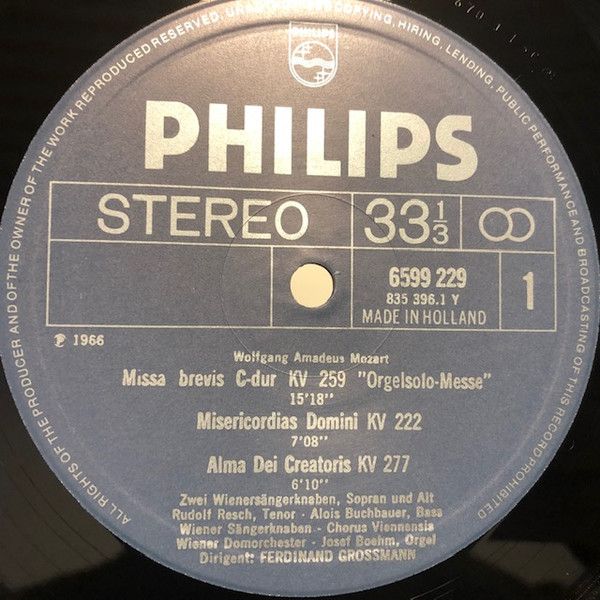 ALL RIGHTS OF THE PRODUCER AND OF THE OWNER OF THE WORK REPRODUCED RESERVED. COPYING, HIRING, LENDING, PUBLIC PERFORMANCE AND BROADCASTING OF THIS RECORD PROHIBITED
PHILIPS
PHILIPS
STEREO
33 1/3
6599 229
835 396.1 Y
MADE IN HOLLAND
1
℗ 1966
Wolfgang Amadeus Mozart
Missa brevis C-dur KV 259 "Orgelsolo-Messe"
15'18''
Misericordias Domini KV 222
7'08''
Alma Dei Creatoris KV 277
6'10''
Zwei Wienersängerknaben, Sopran und Alt
Rudolf Resch, Tenor - Alois Buchbauer, Bass
Wiener Sängerknaben - Chorus Viennensis
Wiener Domorchester - Josef Boehm, Orgel
Dirigent: FERDINAND GROSSMANN